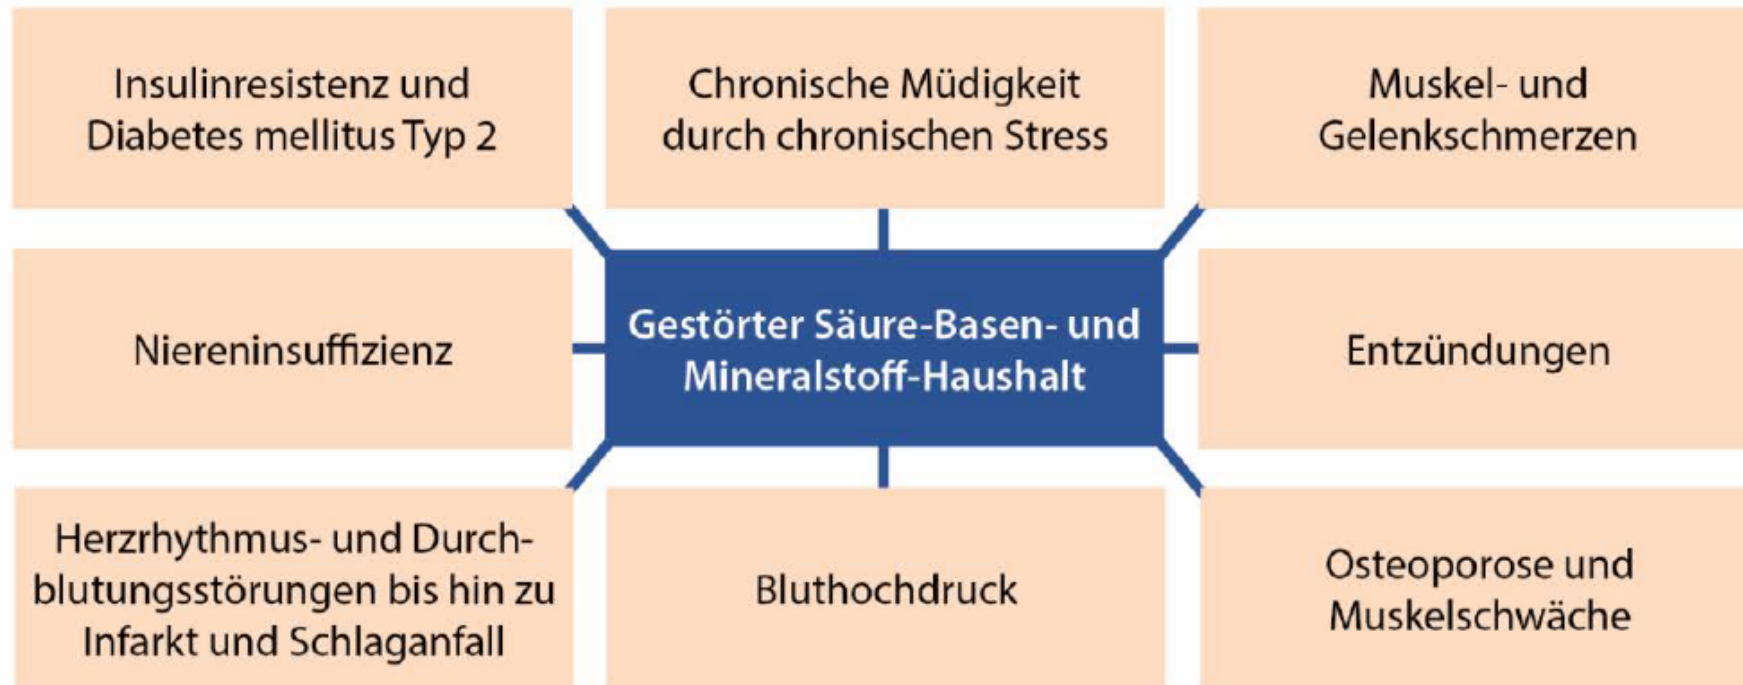 Insulinresistenz und
Diabetes mellitus Typ 2
Chronische Müdigkeit
durch chronischen Stress
Muskel- und
Gelenkschmerzen
Niereninsuffizienz
Gestörter Säure-Basen- und
Mineralstoff-Haushalt
Entzündungen
Herzrhythmus- und Durch-
blutungsstörungen bis hin zu
Infarkt und Schlaganfall
Bluthochdruck
Osteoporose und
Muskelschwäche